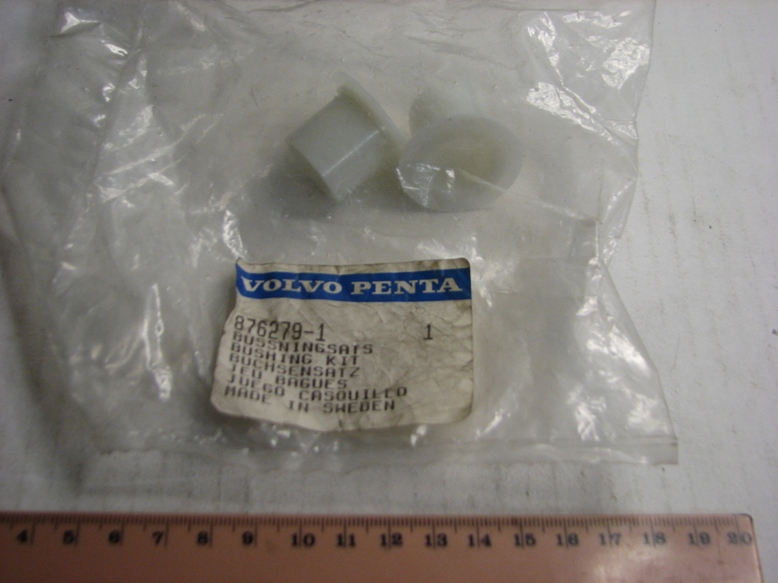 VOLVO PENTA
876279-1 1
BUSSNINGSATS
BUSHING KIT
BUCHSENSATZ
JEU BAGUES
JUEGO CASQUILLO
MADE IN SWEDEN
4 5 6 7 8 9 10 11 12 13 14 15 16 17 18 19 20